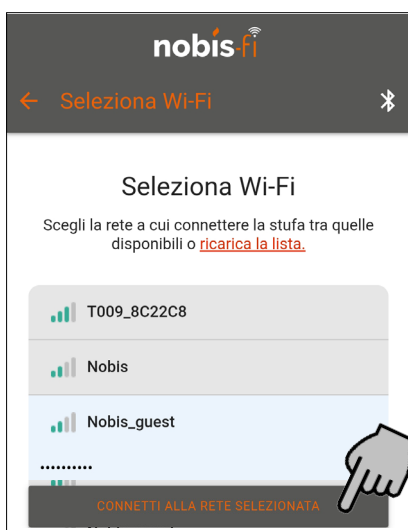 nobis-fi
Seleziona Wi-Fi
Seleziona Wi-Fi
Scegli la rete a cui connettere la stufa tra quelle
disponibili o ricarica la lista.
T009_8C22C8
Nobis
Nobis_guest
••••••••••
CONNETTI ALLA RETE SELEZIONATA